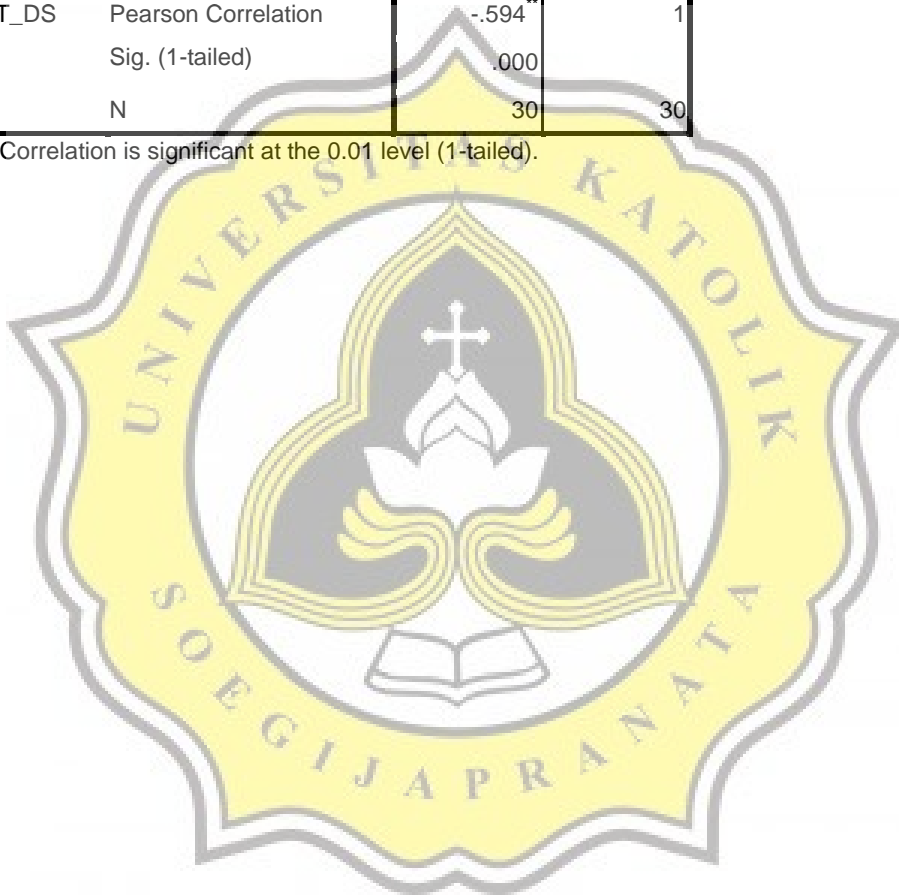 T_DS Pearson Correlation -.594** 1
Sig. (1-tailed) .000
N 30 30
Correlation is significant at the 0.01 level (1-tailed).
UNIVERSITAS KATOLIK
SOEGIJAPRANATA